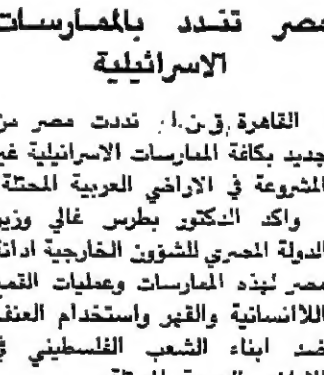 مصر تندد بالممارسات
الاسرائيلية
القاهرة ق.ن.ا. نددت مصر من
جديد بكافة الممارسات الاسرائيلية غير
المشروعة في الاراضي العربية المحتلة
واكد الدكتور بطرس غالي وزير
الدولة المصري للشؤون الخارجية ادانة
مصر لهذه الممارسات وعمليات القمع
اللاانسانية والقهر واستخدام العنف
ضد ابناء الشعب الفلسطيني في